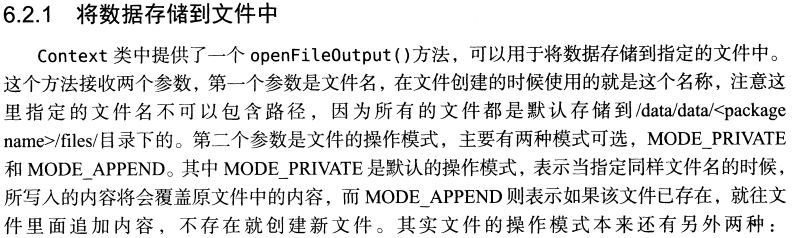 6.2.1 将数据存储到文件中
Context 类中提供了一个 openFileOutput()方法，可以用于将数据存储到指定的文件中。
这个方法接收两个参数，第一个参数是文件名，在文件创建的时候使用的就是这个名称，注意这
里指定的文件名不可以包含路径，因为所有的文件都是默认存储到/data/data/<package
name>/files/目录下的。第二个参数是文件的操作模式，主要有两种模式可选，MODE_PRIVATE
和 MODE_APPEND。其中 MODE_PRIVATE 是默认的操作模式，表示当指定同样文件名的时候，
所写入的内容将会覆盖原文件中的内容，而 MODE_APPEND 则表示如果该文件已存在，就往文
件里面追加内容，不存在就创建新文件。其实文件的操作模式本来还有另外两种：